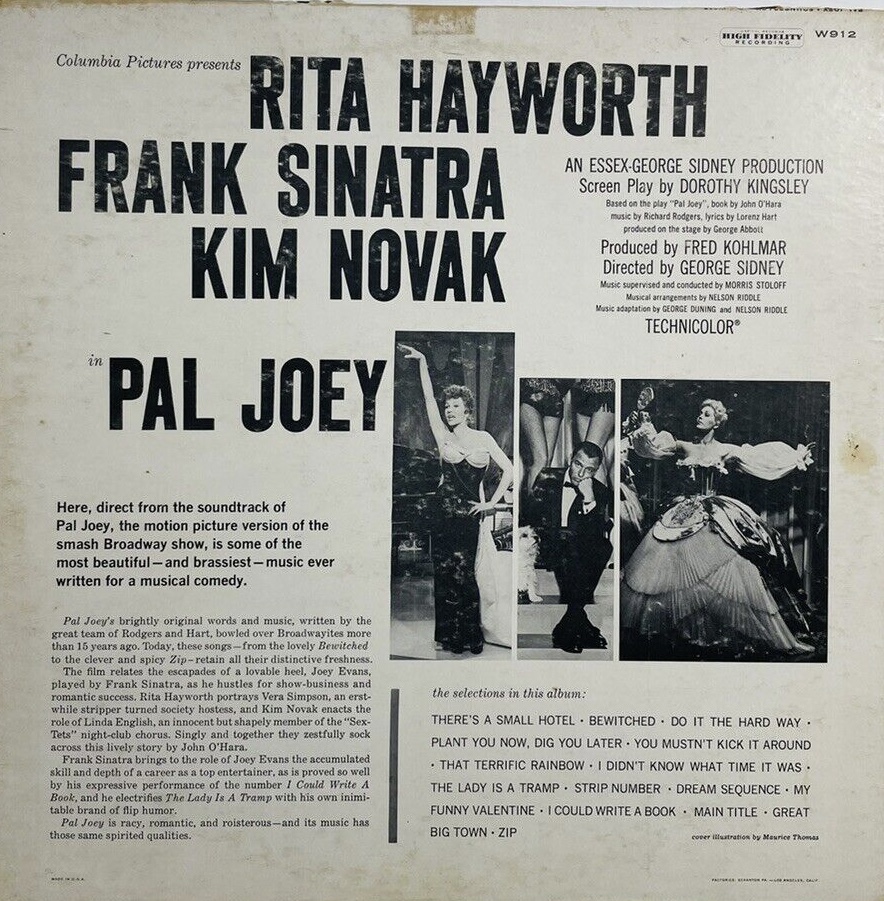 HIGH FIDELITY
RECORDING
W912
Columbia Pictures presents
RITA HAYWORTH
FRANK SINATRA
KIM NOVAK
AN ESSEX-GEORGE SIDNEY PRODUCTION
Screen Play by DOROTHY KINGSLEY
Based on the play "Pal Joey", book by John O'Hara
music by Richard Rodgers, lyrics by Lorenz Hart
produced on the stage by George Abbott
Produced by FRED KOHLMAR
Directed by GEORGE SIDNEY
Music supervised and conducted by MORRIS STOLOFF
Musical arrangements by NELSON RIDDLE
Music adaptation by GEORGE DUNING and NELSON RIDDLE
TECHNICOLOR®
in
PAL JOEY
Here, direct from the soundtrack of
Pal Joey, the motion picture version of the
smash Broadway show, is some of the
most beautiful—and brassiest—music ever
written for a musical comedy.
Pal Joey's brightly original words and music, written by the
great team of Rodgers and Hart, bowled over Broadwayites more
than 15 years ago. Today, these songs—from the lovely Bewitched
to the clever and spicy Zip—retain all their distinctive freshness.
The film relates the escapades of a lovable heel, Joey Evans,
played by Frank Sinatra, as he hustles for show-business and
romantic success. Rita Hayworth portrays Vera Simpson, an erst-
while stripper turned society hostess, and Kim Novak enacts the
role of Linda English, an innocent but shapely member of the "Sex-
Tets" night-club chorus. Singly and together they zestfully sock
across this lively story by John O'Hara.
Frank Sinatra brings to the role of Joey Evans the accumulated
skill and depth of a career as a top entertainer, as is proved so well
by his expressive performance of the number I Could Write A
Book, and he electrifies The Lady Is A Tramp with his own inimi-
table brand of flip humor.
Pal Joey is racy, romantic, and roisterous—and its music has
those same spirited qualities.
the selections in this album:
THERE'S A SMALL HOTEL · BEWITCHED · DO IT THE HARD WAY ·
PLANT YOU NOW, DIG YOU LATER · YOU MUSTN'T KICK IT AROUND
· THAT TERRIFIC RAINBOW · I DIDN'T KNOW WHAT TIME IT WAS ·
THE LADY IS A TRAMP · STRIP NUMBER · DREAM SEQUENCE · MY
FUNNY VALENTINE · I COULD WRITE A BOOK · MAIN TITLE · GREAT
BIG TOWN · ZIP
cover illustration by Maurice Thomas
MADE IN U.S.A.
FACTORIES: SCRANTON PA.—LOS ANGELES, CALIF.